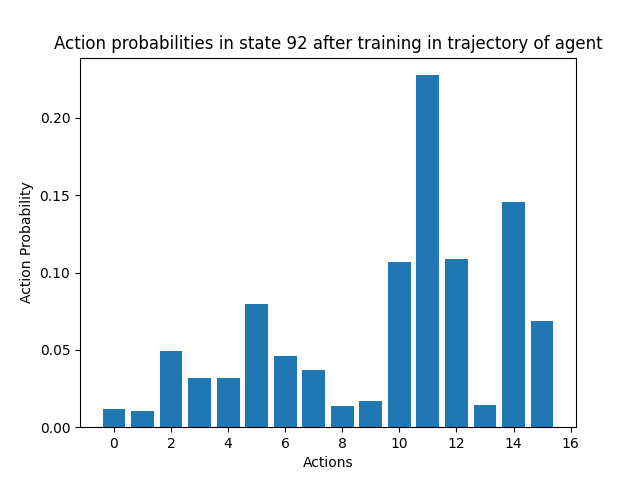 Action probabilities in state 92 after training in trajectory of agent
0.20
0.15
0.10
0.05
0.00
Action Probability
0 2 4 6 8 10 12 14 16
Actions